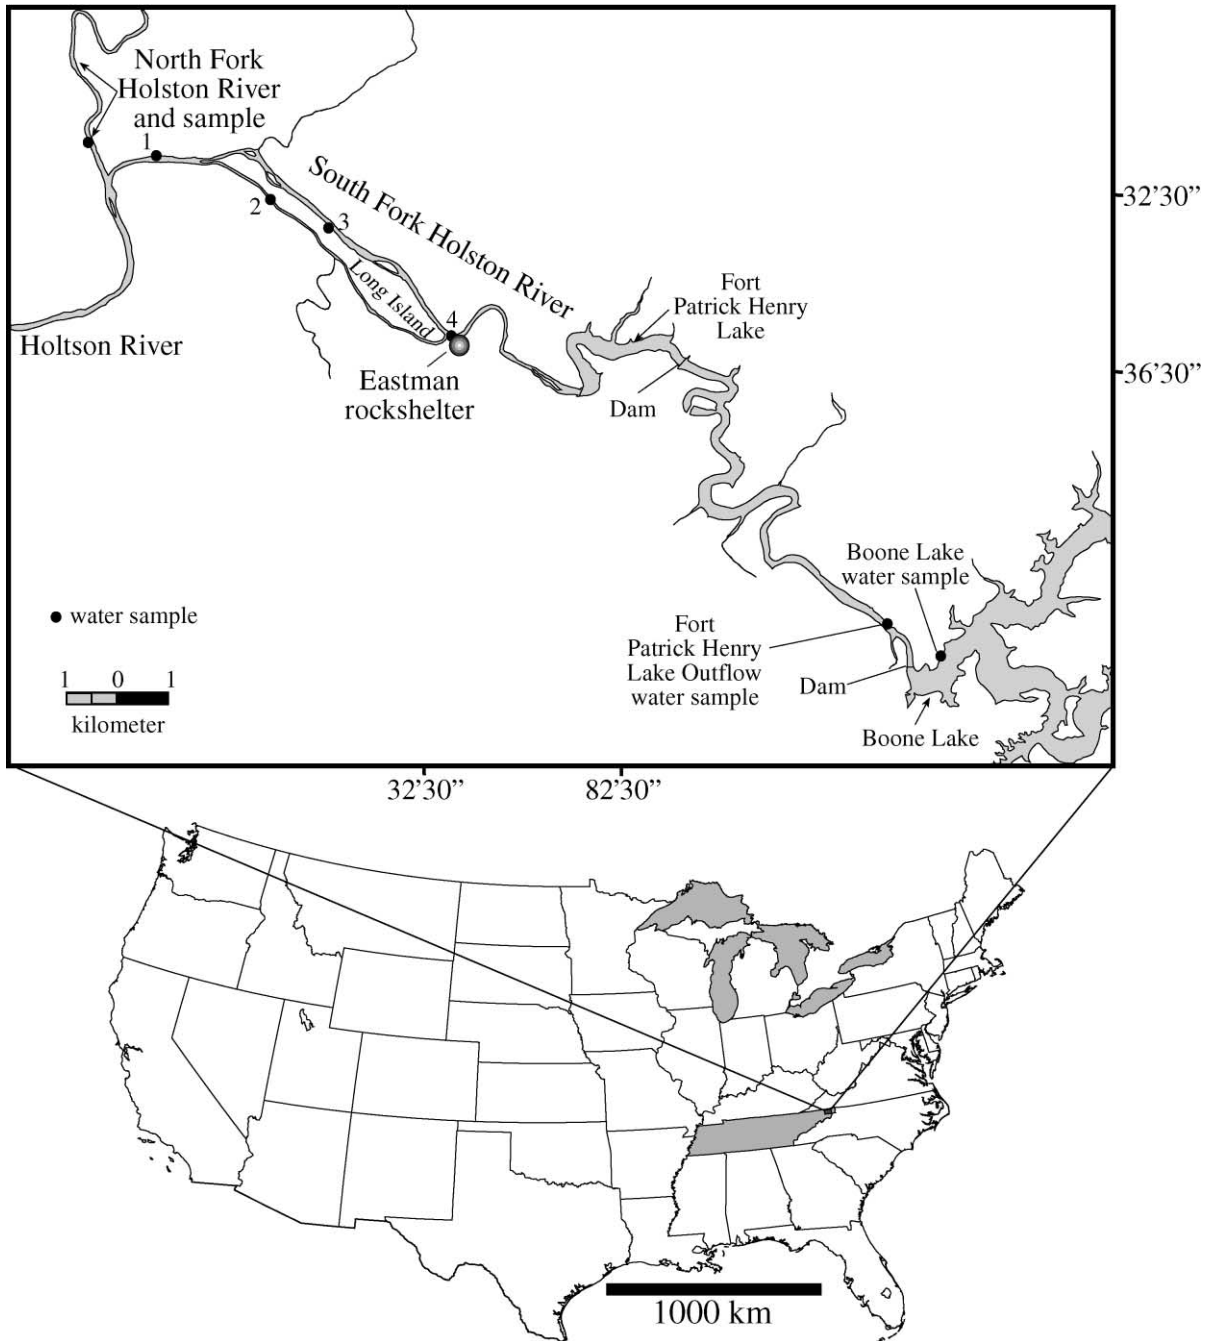 North Fork
Holston River
and sample
1
2
3
4
South Fork Holston River
Long Island
Holtson River
Eastman
rockshelter
Fort
Patrick Henry
Lake
Dam
32’30”
36’30”
Boone Lake
water sample
Fort
Patrick Henry
Lake Outflow
water sample
Dam
Boone Lake
water sample
1 0 1
kilometer
32’30”
82’30”
1000 km